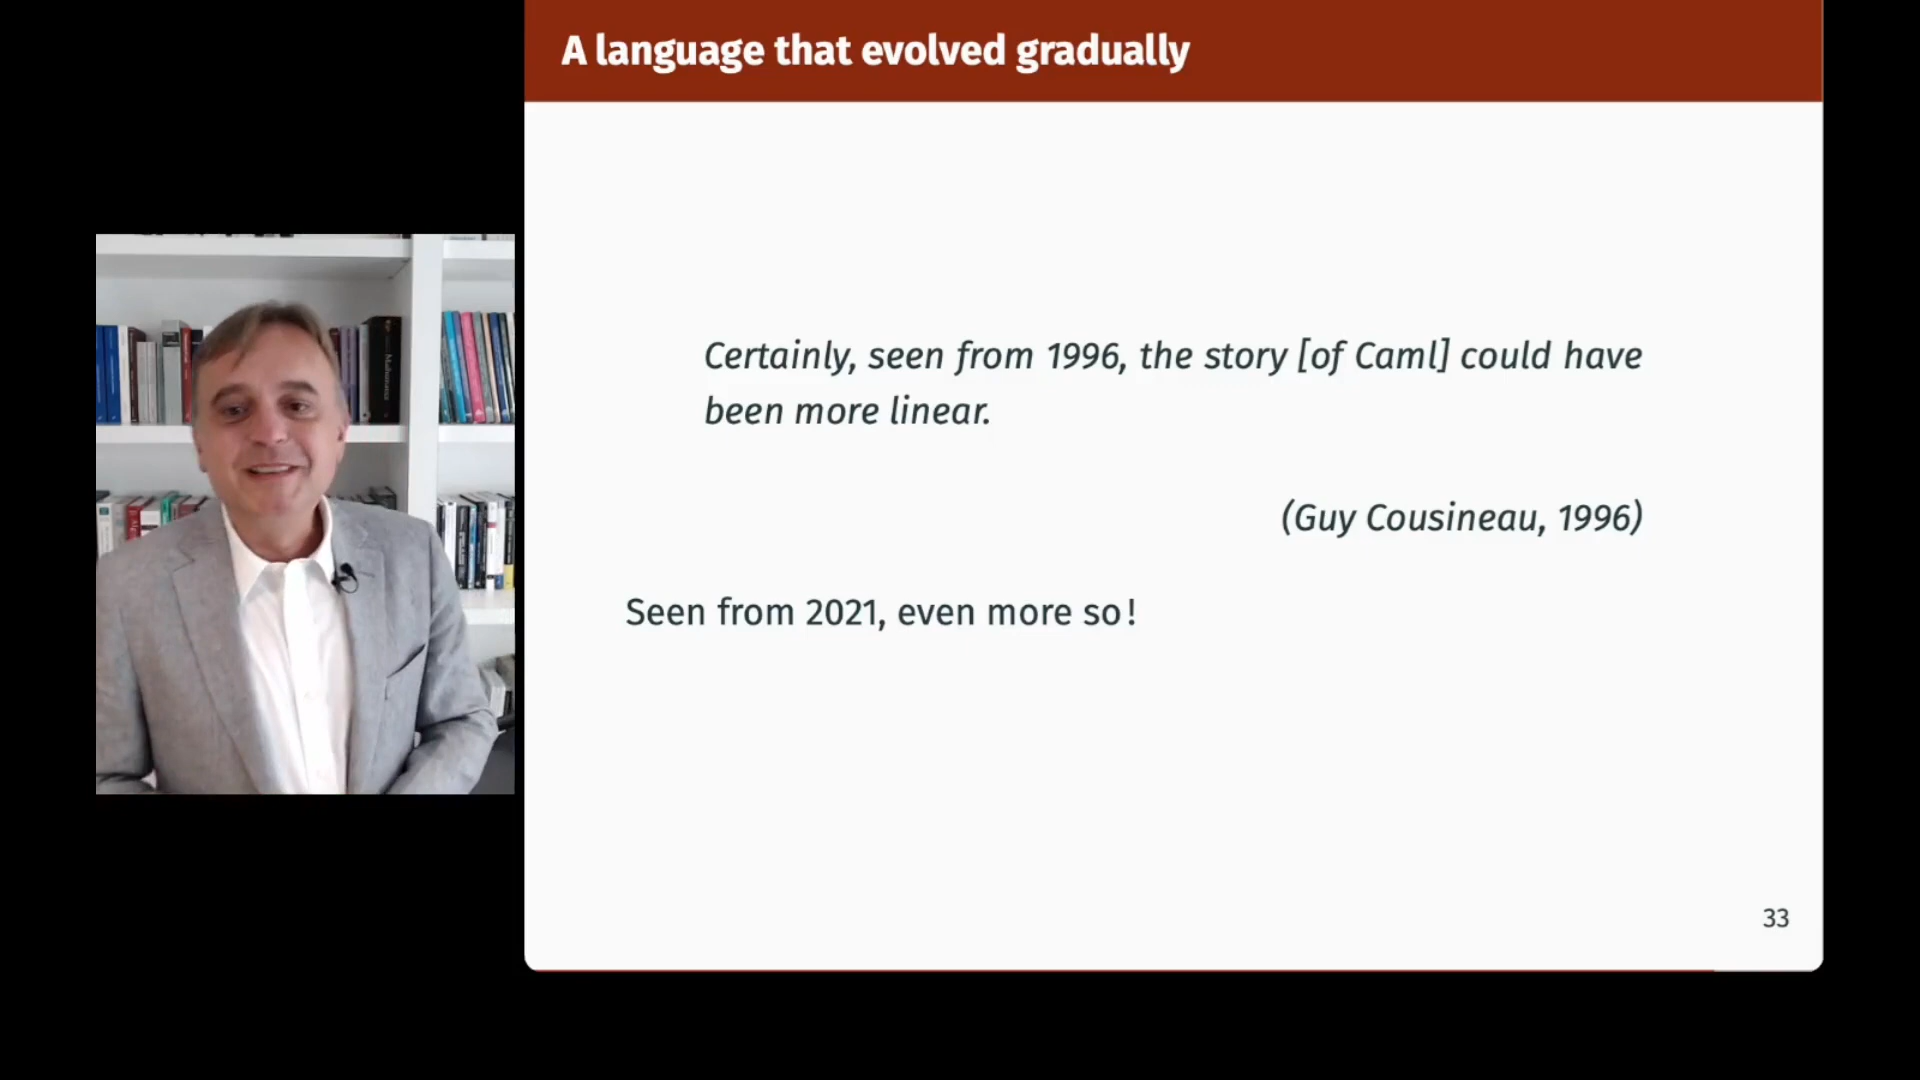 A language that evolved gradually
Certainly, seen from 1996, the story [of Caml] could have
been more linear.
(Guy Cousineau, 1996)
Seen from 2021, even more so!
33